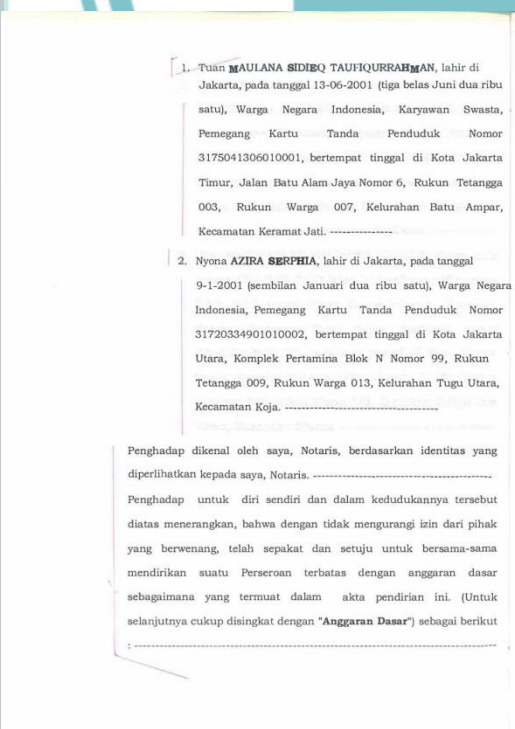 1. Tuan MAULANA SIDIEQ TAUFIQURRAHMAN, lahir di
Jakarta, pada tanggal 13-06-2001 (tiga belas Juni dua ribu
satu), Warga Negara Indonesia, Karyawan Swasta,
Pemegang Kartu Tanda Penduduk Nomor
3175041306010001, bertempat tinggal di Kota Jakarta
Timur, Jalan Batu Alam Jaya Nomor 6, Rukun Tetangga
003, Rukun Warga 007, Kelurahan Batu Ampar,
Kecamatan Keramat Jati. ---------------
2. Nyona AZIRA SERPHIA, lahir di Jakarta, pada tanggal
9-1-2001 (sembilan Januari dua ribu satu), Warga Negara
Indonesia, Pemegang Kartu Tanda Penduduk Nomor
31720334901010002, bertempat tinggal di Kota Jakarta
Utara, Komplek Pertamina Blok N Nomor 99, Rukun
Tetangga 009, Rukun Warga 013, Kelurahan Tugu Utara,
Kecamatan Koja. -------------------------------------
Penghadap dikenal oleh saya, Notaris, berdasarkan identitas yang
diperlihatkan kepada saya, Notaris. -------------------------------------------
Penghadap untuk diri sendiri dan dalam kedudukannya tersebut
diatas menerangkan, bahwa dengan tidak mengurangi izin dari pihak
yang berwenang, telah sepakat dan setuju untuk bersama-sama
mendirikan suatu Perseroan terbatas dengan anggaran dasar
sebagaimana yang termuat dalam akta pendirian ini. (Untuk
selanjutnya cukup disingkat dengan "Anggaran Dasar") sebagai berikut
: ---------------------------------------------------------------------------------------